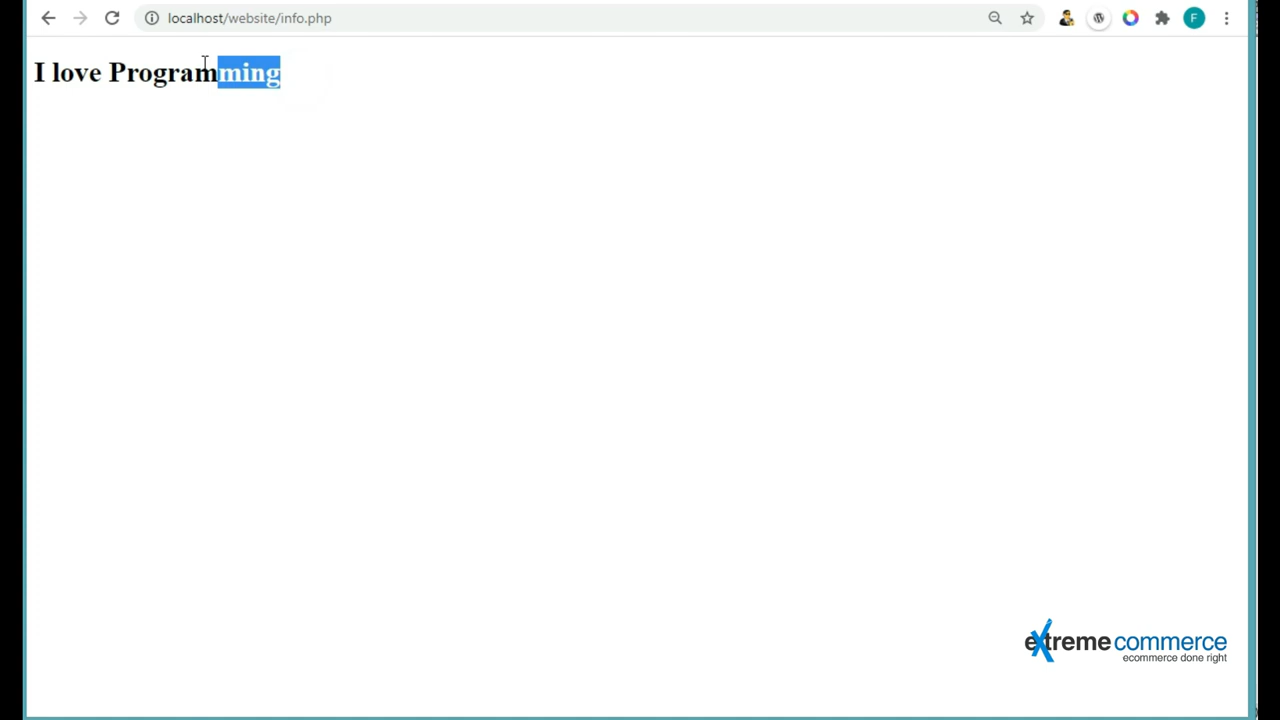 localhost/website/info.php
F
I love Programming
extreme commerce
ecommerce done right